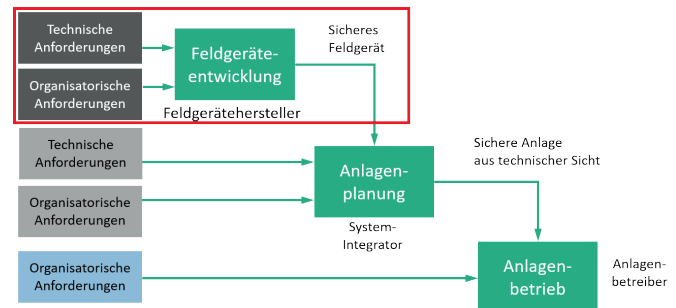 Technische
Anforderungen
Organisatorische
Anforderungen
Feldgeräte-
entwicklung
Feldgerätehersteller
Sicheres
Feldgerät
Technische
Anforderungen
Organisatorische
Anforderungen
Anlagen-
planung
System-
Integrator
Sichere Anlage
aus technischer Sicht
Organisatorische
Anforderungen
Anlagen-
betrieb
Anlagen-
betreiber